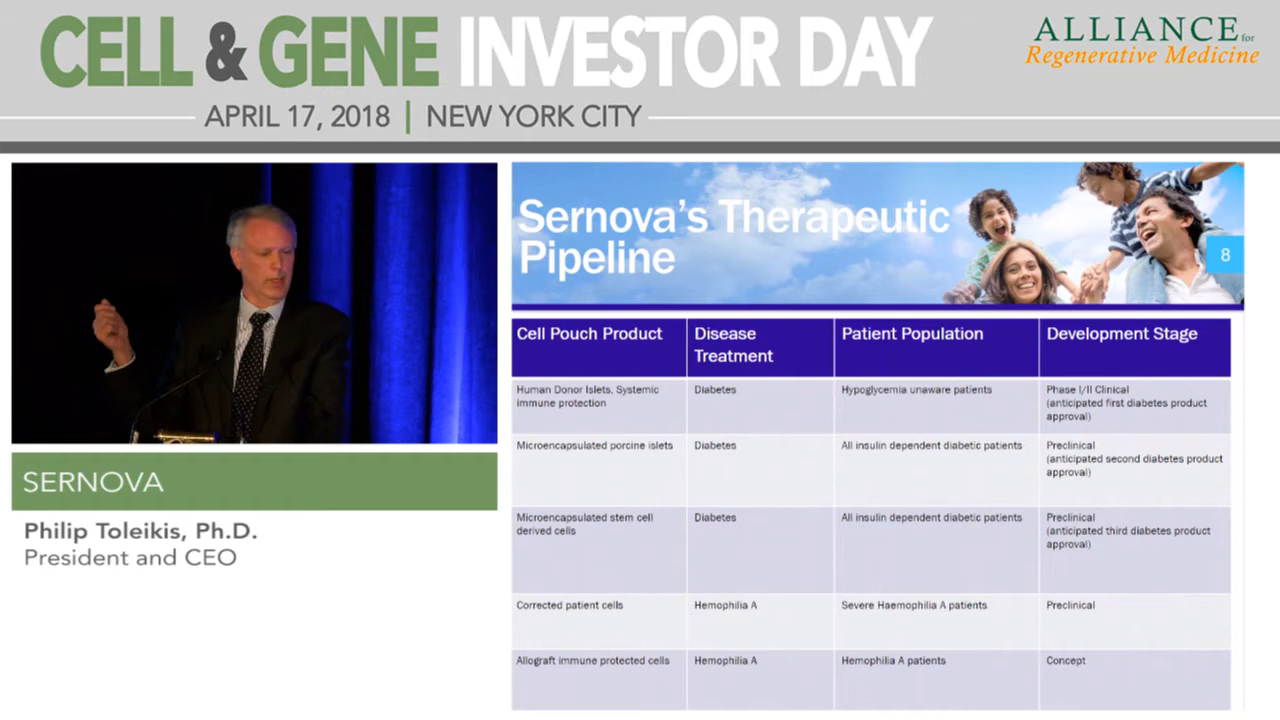 CELL & GENE INVESTOR DAY
APRIL 17, 2018 | NEW YORK CITY
ALLIANCE for
Regenerative Medicine
SERNOVA
Philip Toleikis, Ph.D.
President and CEO
Sernova's Therapeutic
Pipeline
8
Cell Pouch Product
Disease
Treatment
Patient Population
Development Stage
Human Donor Islets, Systemic
immune protection
Diabetes
Hypoglycemia unaware patients
Phase I/II Clinical
(anticipated first diabetes product
approval)
Microencapsulated porcine islets
Diabetes
All insulin dependent diabetic patients
Preclinical
(anticipated second diabetes product
approval)
Microencapsulated stem cell
derived cells
Diabetes
All insulin dependent diabetic patients
Preclinical
(anticipated third diabetes product
approval)
Corrected patient cells
Hemophilia A
Severe Haemophilia A patients
Preclinical
Allograft immune protected cells
Hemophilia A
Hemophilia A patients
Concept